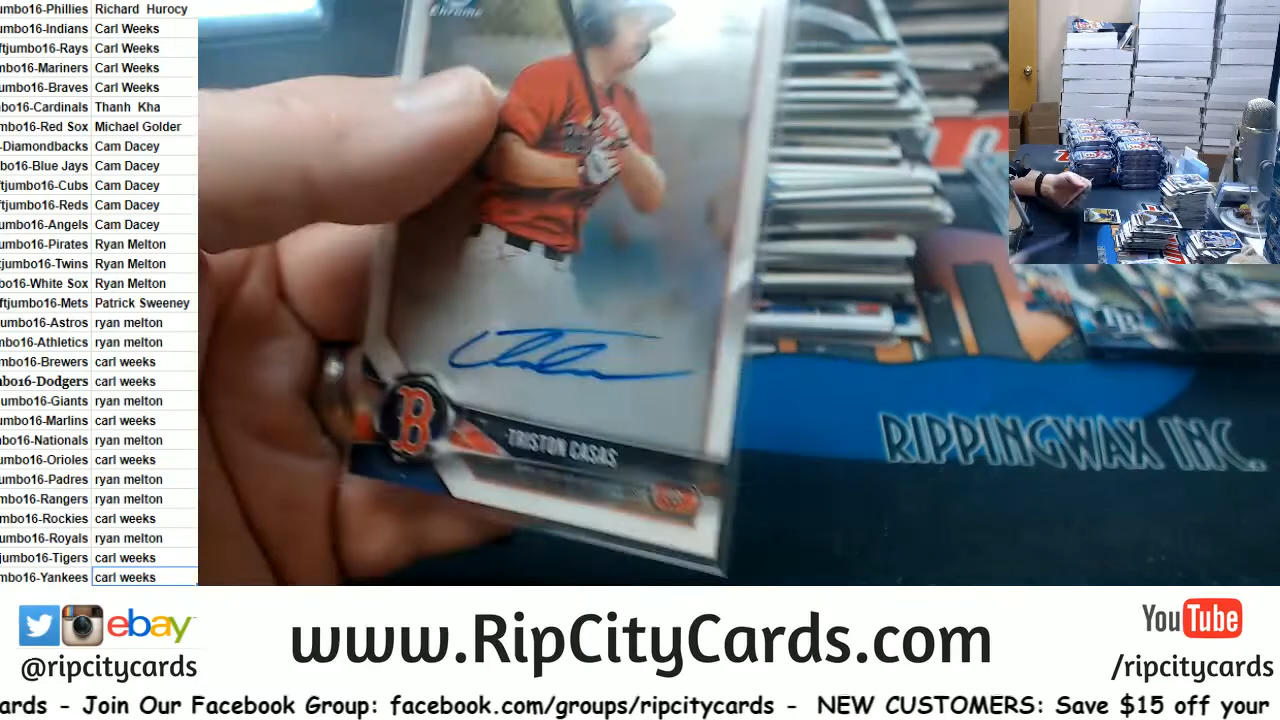 umbo16-Phillies Richard Hurocy
umbo16-Indians Carl Weeks
ftjumbo16-Rays Carl Weeks
mbo16-Mariners Carl Weeks
umbo16-Braves Carl Weeks
bo16-Cardinals Thanh Kha
mbo16-Red Sox Michael Golder
-Diamondbacks Cam Dacey
bo16-Blue Jays Cam Dacey
ftjumbo16-Cubs Cam Dacey
ftjumbo16-Reds Cam Dacey
umbo16-Angels Cam Dacey
umbo16-Pirates Ryan Melton
tjumbo16-Twins Ryan Melton
bo16-White Sox Ryan Melton
ftjumbo16-Mets Patrick Sweeney
umbo16-Astros ryan melton
mbo16-Athletics ryan melton
mbo16-Brewers carl weeks
mbo16-Dodgers carl weeks
umbo16-Giants ryan melton
umbo16-Marlins carl weeks
mbo16-Nationals ryan melton
umbo16-Orioles carl weeks
umbo16-Padres ryan melton
mbo16-Rangers ryan melton
mbo16-Rockies carl weeks
umbo16-Royals ryan melton
jumbo16-Tigers carl weeks
mbo16-Yankees carl weeks
Chrome
B
TRISTON CASAS
RIPPINGWAX INC.
ebay
@ripcitycards
www.RipCityCards.com
YouTube
/ripcitycards
ards - Join Our Facebook Group: facebook.com/groups/ripcitycards - NEW CUSTOMERS: Save $15 off your